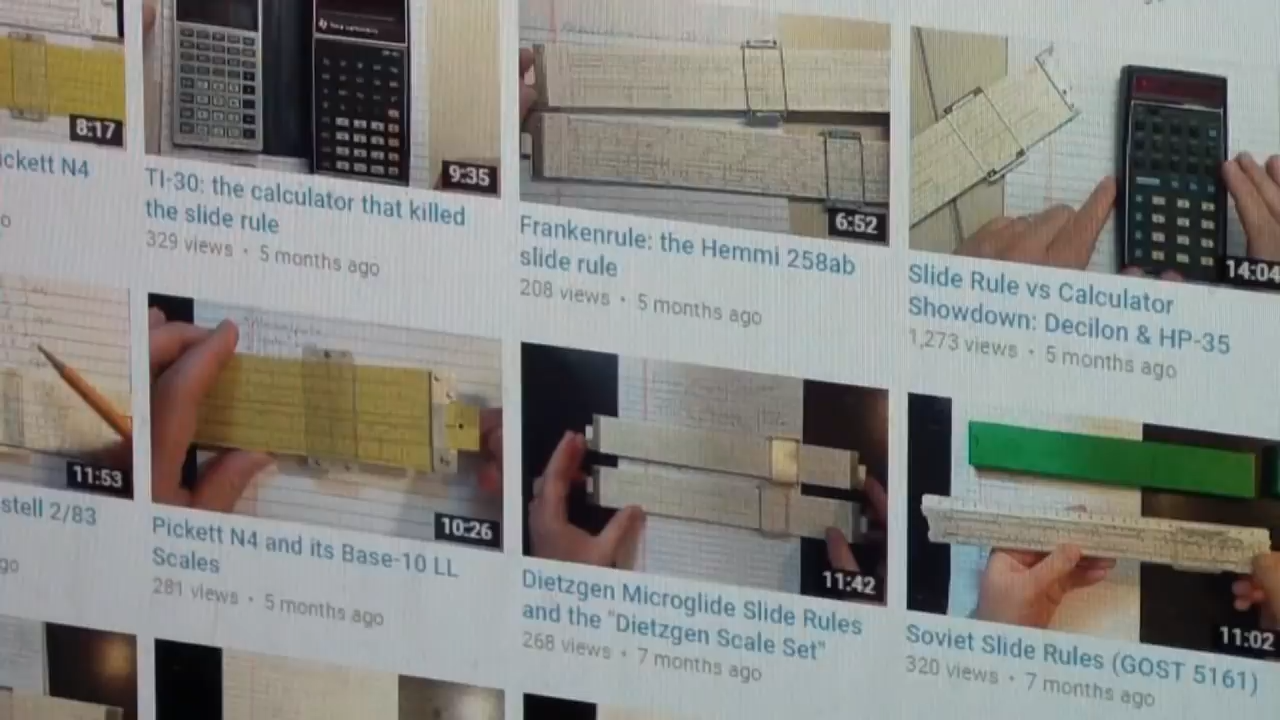 8:17
9:35
6:52
14:04
ickett N4
TI-30: the calculator that killed
the slide rule
329 views • 5 months ago
Frankenrule: the Hemmi 258ab
slide rule
208 views • 5 months ago
Slide Rule vs Calculator
Showdown: Decilon & HP-35
1,273 views • 5 months ago
11:53
10:26
11:42
11:02
stell 2/83
go
Pickett N4 and its Base-10 LL
Scales
281 views • 5 months ago
Dietzgen Microglide Slide Rules
and the "Dietzgen Scale Set"
268 views • 7 months ago
Soviet Slide Rules (GOST 5161)
320 views • 7 months ago